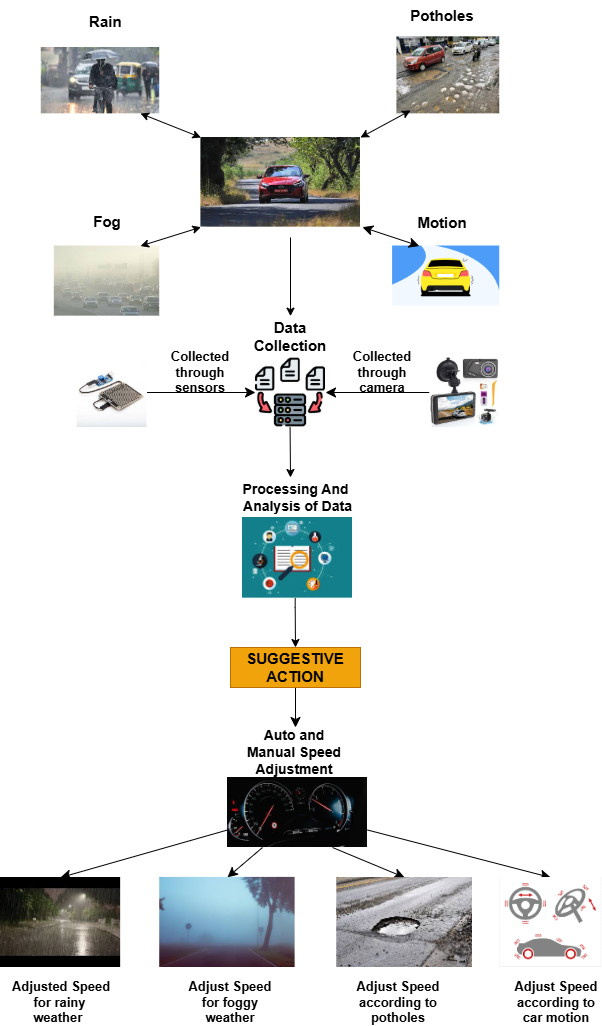 Rain
Potholes
Fog
Motion
Data
Collection
Collected
through
sensors
Collected
through
camera
Processing And
Analysis of Data
SUGGESTIVE
ACTION
Auto and
Manual Speed
Adjustment
Adjusted Speed
for rainy
weather
Adjust Speed
for foggy
weather
Adjust Speed
according to
potholes
Adjust Speed
according to
car motion